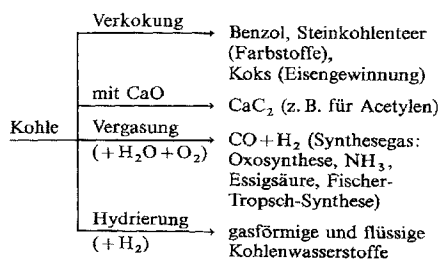 Verkokung
Benzol, Steinkohlenteer
(Farbstoffe),
Koks (Eisengewinnung)
mit CaO
CaC₂ (z. B. für Acetylen)
Kohle
Vergasung
(+H₂O+O₂)
CO+H₂ (Synthesegas:
Oxosynthese, NH₃,
Essigsäure, Fischer-
Tropsch-Synthese)
Hydrierung
(+H₂)
gasförmige und flüssige
Kohlenwasserstoffe